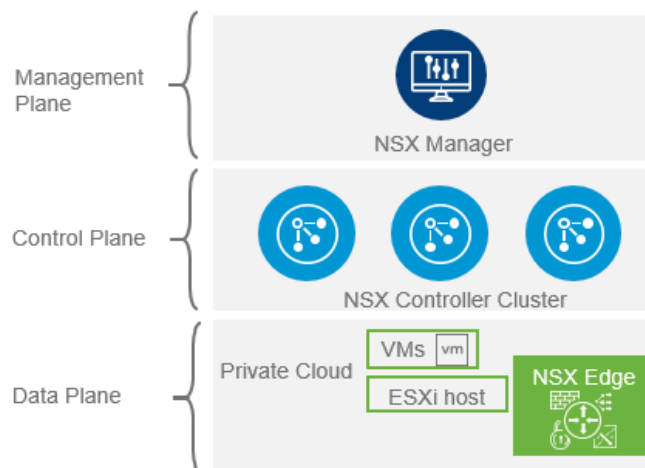 Management
Plane
NSX Manager
Control Plane
NSX Controller Cluster
Data Plane
Private Cloud
VMs vm
ESXi host
NSX Edge